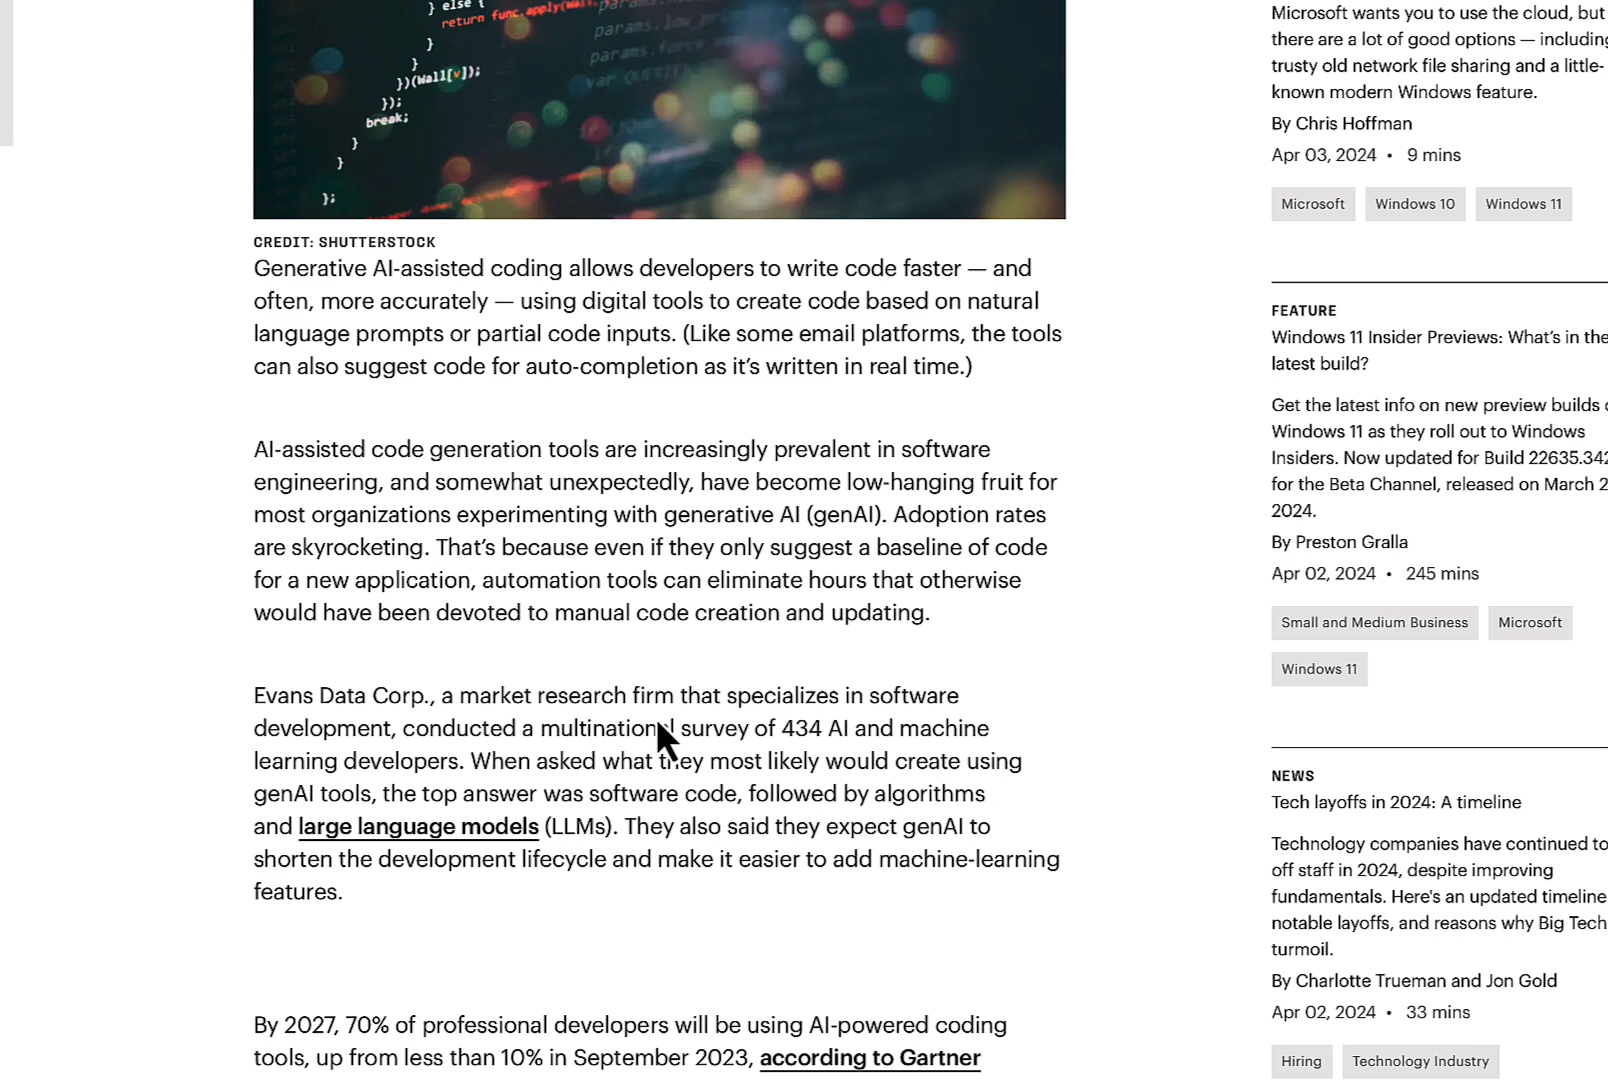 } else {
return func.apply(
params.
}
params.low_pri
}
params.force
})(Wall[v]);
var QUERY
});
break;
}
}
};
CREDIT: SHUTTERSTOCK
Generative AI-assisted coding allows developers to write code faster — and
often, more accurately — using digital tools to create code based on natural
language prompts or partial code inputs. (Like some email platforms, the tools
can also suggest code for auto-completion as it’s written in real time.)
AI-assisted code generation tools are increasingly prevalent in software
engineering, and somewhat unexpectedly, have become low-hanging fruit for
most organizations experimenting with generative AI (genAI). Adoption rates
are skyrocketing. That’s because even if they only suggest a baseline of code
for a new application, automation tools can eliminate hours that otherwise
would have been devoted to manual code creation and updating.
Evans Data Corp., a market research firm that specializes in software
development, conducted a multinational survey of 434 AI and machine
learning developers. When asked what they most likely would create using
genAI tools, the top answer was software code, followed by algorithms
and large language models (LLMs). They also said they expect genAI to
shorten the development lifecycle and make it easier to add machine-learning
features.
By 2027, 70% of professional developers will be using AI-powered coding
tools, up from less than 10% in September 2023, according to Gartner
Microsoft wants you to use the cloud, but
there are a lot of good options — including
trusty old network file sharing and a little-
known modern Windows feature.
By Chris Hoffman
Apr 03, 2024 • 9 mins
Microsoft Windows 10 Windows 11
FEATURE
Windows 11 Insider Previews: What’s in the
latest build?
Get the latest info on new preview builds
Windows 11 as they roll out to Windows
Insiders. Now updated for Build 22635.342
for the Beta Channel, released on March 2
2024.
By Preston Gralla
Apr 02, 2024 • 245 mins
Small and Medium Business Microsoft
Windows 11
NEWS
Tech layoffs in 2024: A timeline
Technology companies have continued to
off staff in 2024, despite improving
fundamentals. Here's an updated timeline
notable layoffs, and reasons why Big Tech
turmoil.
By Charlotte Trueman and Jon Gold
Apr 02, 2024 • 33 mins
Hiring Technology Industry